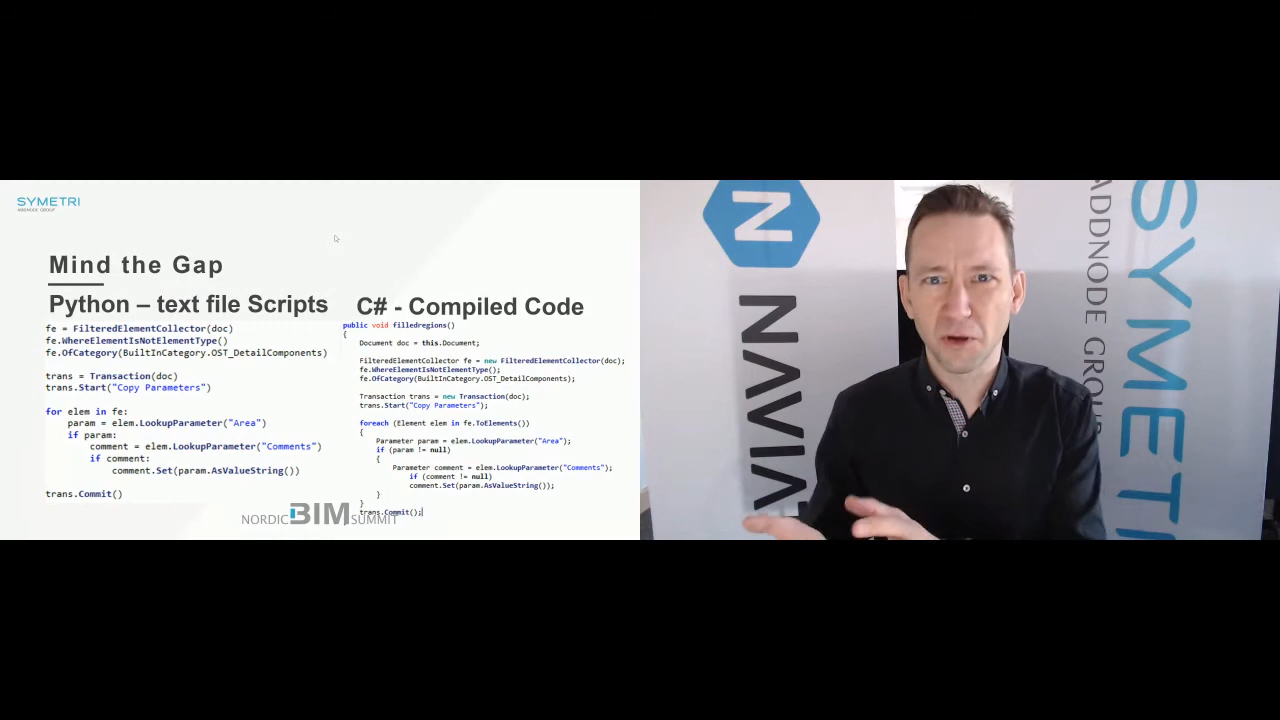 SYMETRI
ADDNODE GROUP
Mind the Gap
Python – text file Scripts
fe = FilteredElementCollector(doc)
fe.WhereElementIsNotElementType()
fe.OfCategory(BuiltInCategory.OST_DetailComponents)
trans = Transaction(doc)
trans.Start("Copy Parameters")
for elem in fe:
param = elem.LookupParameter("Area")
if param:
comment = elem.LookupParameter("Comments")
if comment:
comment.Set(param.AsValueString())
trans.Commit()
C# - Compiled Code
public void filledregions()
{
Document doc = this.Document;
FilteredElementCollector fe = new FilteredElementCollector(doc);
fe.WhereElementIsNotElementType();
fe.OfCategory(BuiltInCategory.OST_DetailComponents);
Transaction trans = new Transaction(doc);
trans.Start("Copy Parameters");
foreach (Element elem in fe.ToElements())
{
Parameter param = elem.LookupParameter("Area");
if (param != null)
{
Parameter comment = elem.LookupParameter("Comments");
if (comment != null)
comment.Set(param.AsValueString());
}
}
trans.Commit();
NORDIC BIM SUMMIT
N
ADDNODE GROUP
SYMETRI